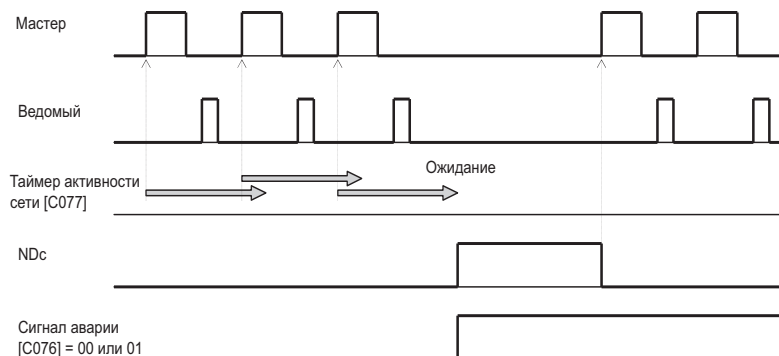 Мастер
Ведомый
Ожидание
Таймер активности
сети [C077]
NDc
Сигнал аварии
[C076] = 00 или 01